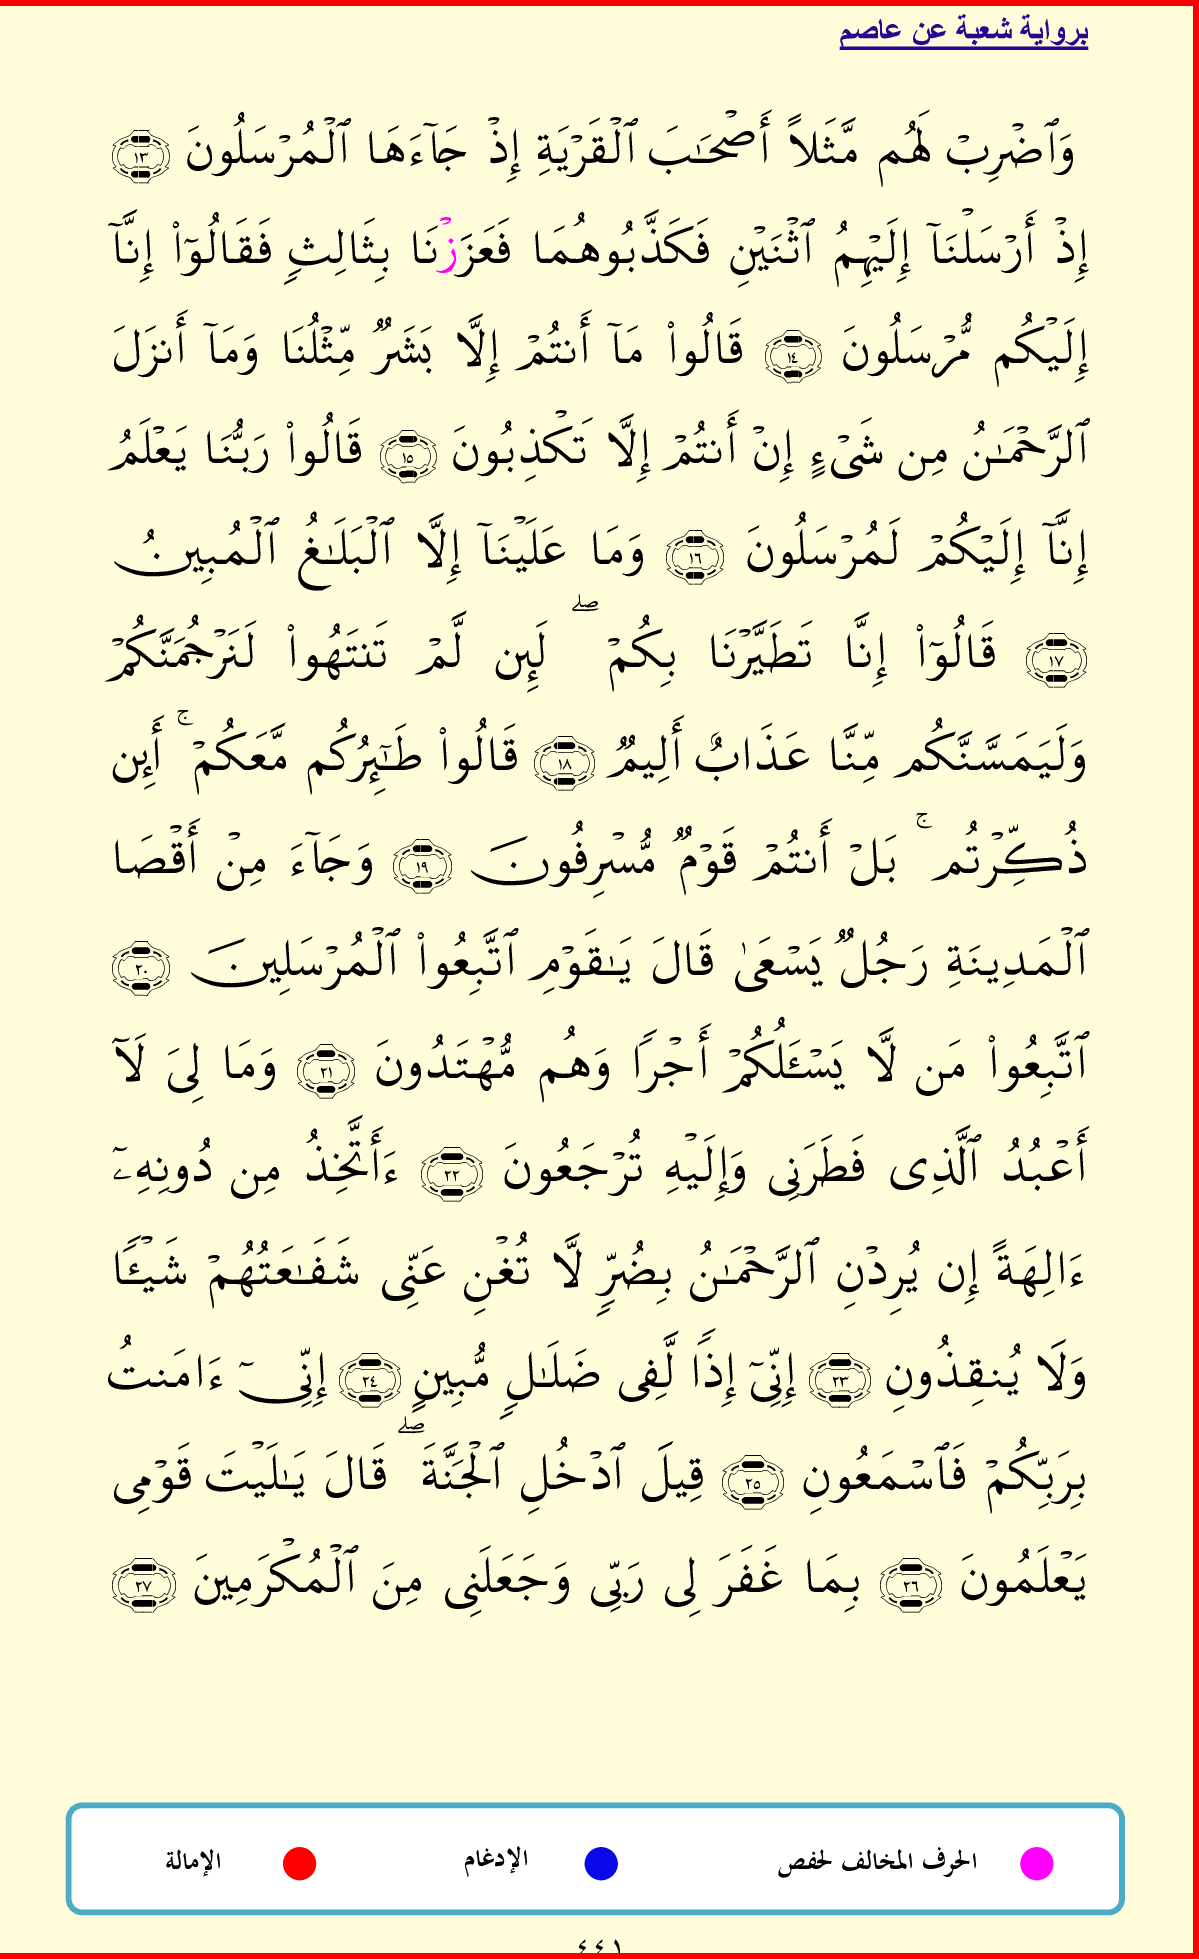 برواية شعبة عن عاصم
وَٱضْرِبْ لَهُم مَّثَلاً أَصْحَـٰبَ ٱلْقَرْيَةِ إِذْ جَآءَهَا ٱلْمُرْسَلُونَ ١٣
إِذْ أَرْسَلْنَآ إِلَيْهِمُ ٱثْنَيْنِ فَكَذَّبُوهُمَا فَعَزَزْنَا بِثَالِثٍ فَقَالُوٓا۟ إِنَّآ
إِلَيْكُم مُّرْسَلُونَ ١٤ قَالُوا۟ مَآ أَنتُمْ إِلَّا بَشَرٌ مِّثْلُنَا وَمَآ أَنزَلَ
ٱلرَّحْمَـٰنُ مِن شَىْءٍ إِنْ أَنتُمْ إِلَّا تَكْذِبُونَ ١٥ قَالُوا۟ رَبُّنَا يَعْلَمُ
إِنَّآ إِلَيْكُمْ لَمُرْسَلُونَ ١٦ وَمَا عَلَيْنَآ إِلَّا ٱلْبَلَـٰغُ ٱلْمُبِينُ
١٧ قَالُوٓا۟ إِنَّا تَطَيَّرْنَا بِكُمْ ۖ لَئِن لَّمْ تَنتَهُوا۟ لَنَرْجُمَنَّكُمْ
وَلَيَمَسَّنَّكُم مِّنَّا عَذَابٌ أَلِيمٌ ١٨ قَالُوا۟ طَـٰٓئِرُكُم مَّعَكُمْ ۚ أَئِن
ذُكِّرْتُم ۚ بَلْ أَنتُمْ قَوْمٌ مُّسْرِفُونَ ١٩ وَجَآءَ مِنْ أَقْصَا
ٱلْمَدِينَةِ رَجُلٌ يَسْعَىٰ قَالَ يَـٰقَوْمِ ٱتَّبِعُوا۟ ٱلْمُرْسَلِينَ ٢٠
ٱتَّبِعُوا۟ مَن لَّا يَسْـَٔلُكُمْ أَجْرًا وَهُم مُّهْتَدُونَ ٢١ وَمَا لِىَ لَآ
أَعْبُدُ ٱلَّذِى فَطَرَنِى وَإِلَيْهِ تُرْجَعُونَ ٢٢ ءَأَتَّخِذُ مِن دُونِهِۦٓ
ءَالِهَةً إِن يُرِدْنِ ٱلرَّحْمَـٰنُ بِضُرٍّ لَّا تُغْنِ عَنِّى شَفَـٰعَتُهُمْ شَيْـًٔا
وَلَا يُنقِذُونِ ٢٣ إِنِّىٓ إِذًا لَّفِى ضَلَـٰلٍ مُّبِينٍ ٢٤ إِنِّىٓ ءَامَنتُ
بِرَبِّكُمْ فَٱسْمَعُونِ ٢٥ قِيلَ ٱدْخُلِ ٱلْجَنَّةَ ۖ قَالَ يَـٰلَيْتَ قَوْمِى
يَعْلَمُونَ ٢٦ بِمَا غَفَرَ لِى رَبِّى وَجَعَلَنِى مِنَ ٱلْمُكْرَمِينَ ٢٧
الحرف المخالف لحفص الإدغام الإمالة
٤٤١